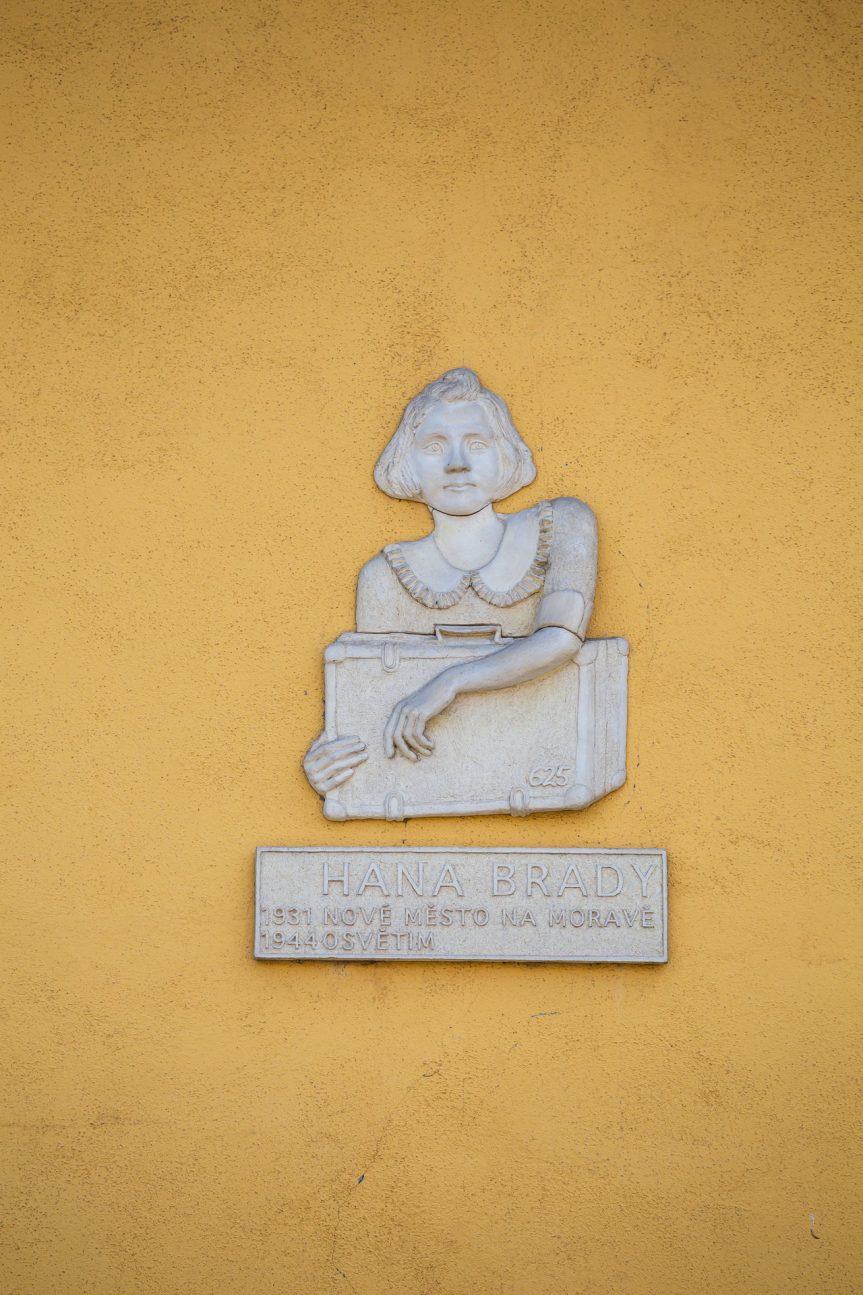 625
HANA BRADY
1931 NOVÉ MĚSTO NA MORAVĚ
1944 OSVĚTIM